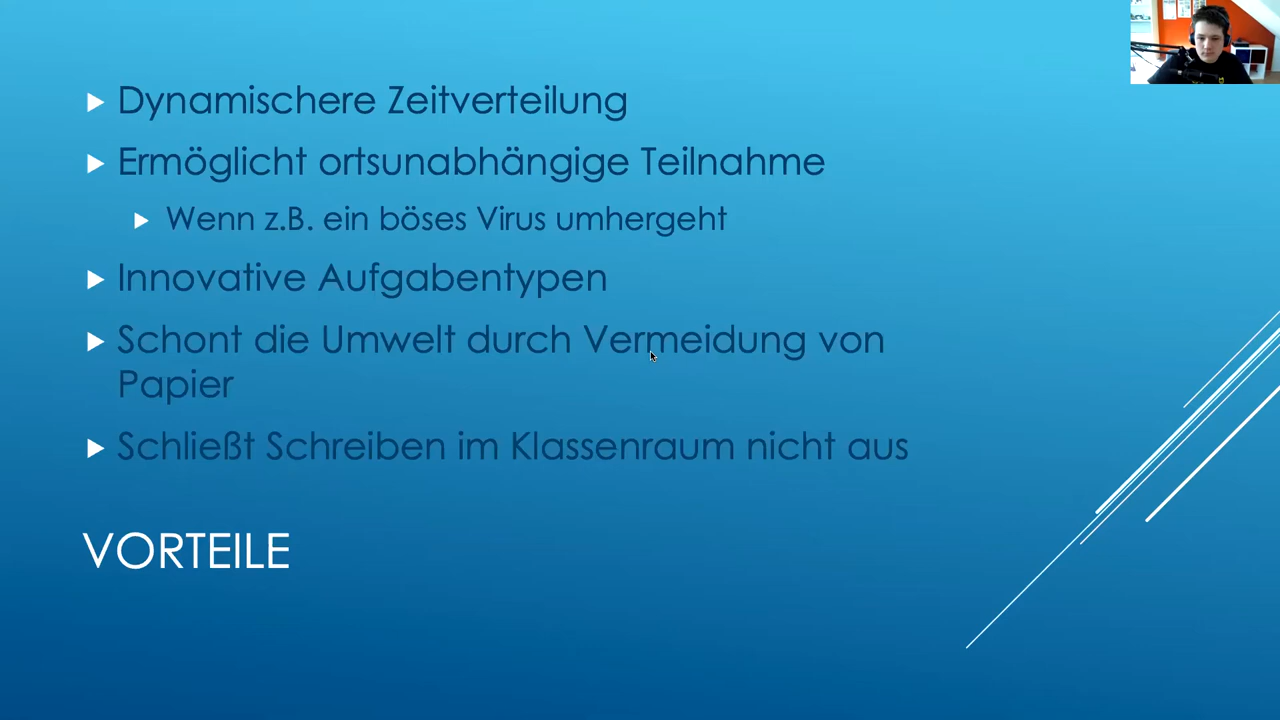 Dynamischere Zeitverteilung
Ermöglicht ortsunabhängige Teilnahme
Wenn z.B. ein böses Virus umhergeht
Innovative Aufgabentypen
Schont die Umwelt durch Vermeidung von
Papier
Schließt Schreiben im Klassenraum nicht aus
VORTEILE